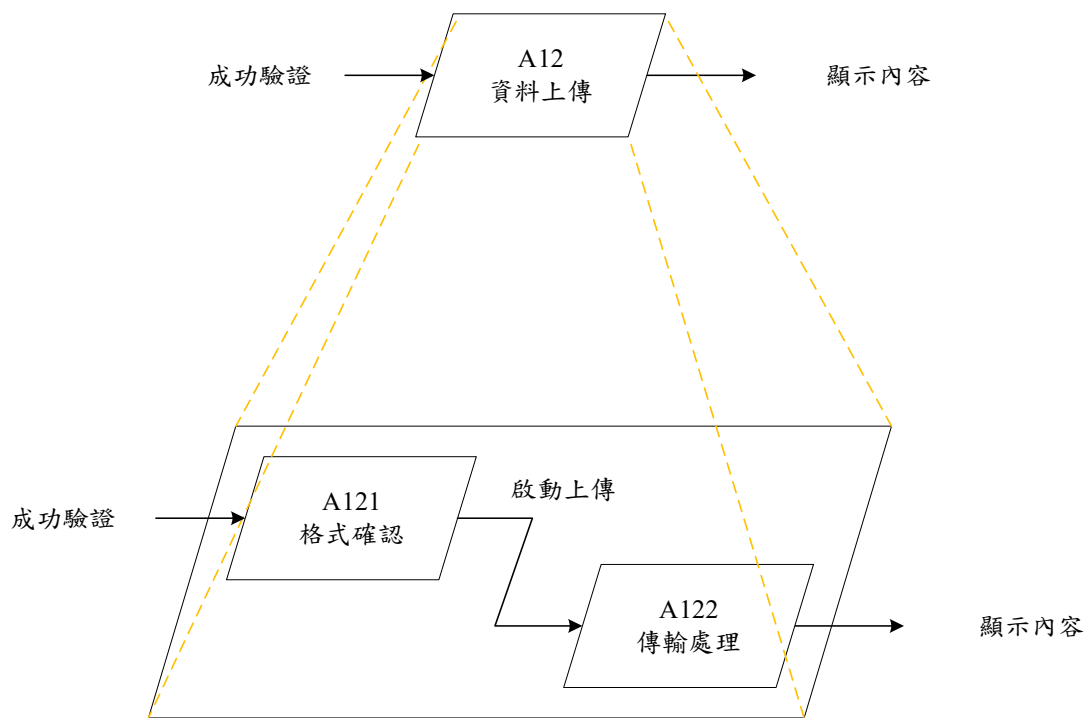 A12
成功驗證
資料上傳
顯示內容
A121
啟動上傳
成功驗證
格式確認
A122
傳輸處理
顯示內容